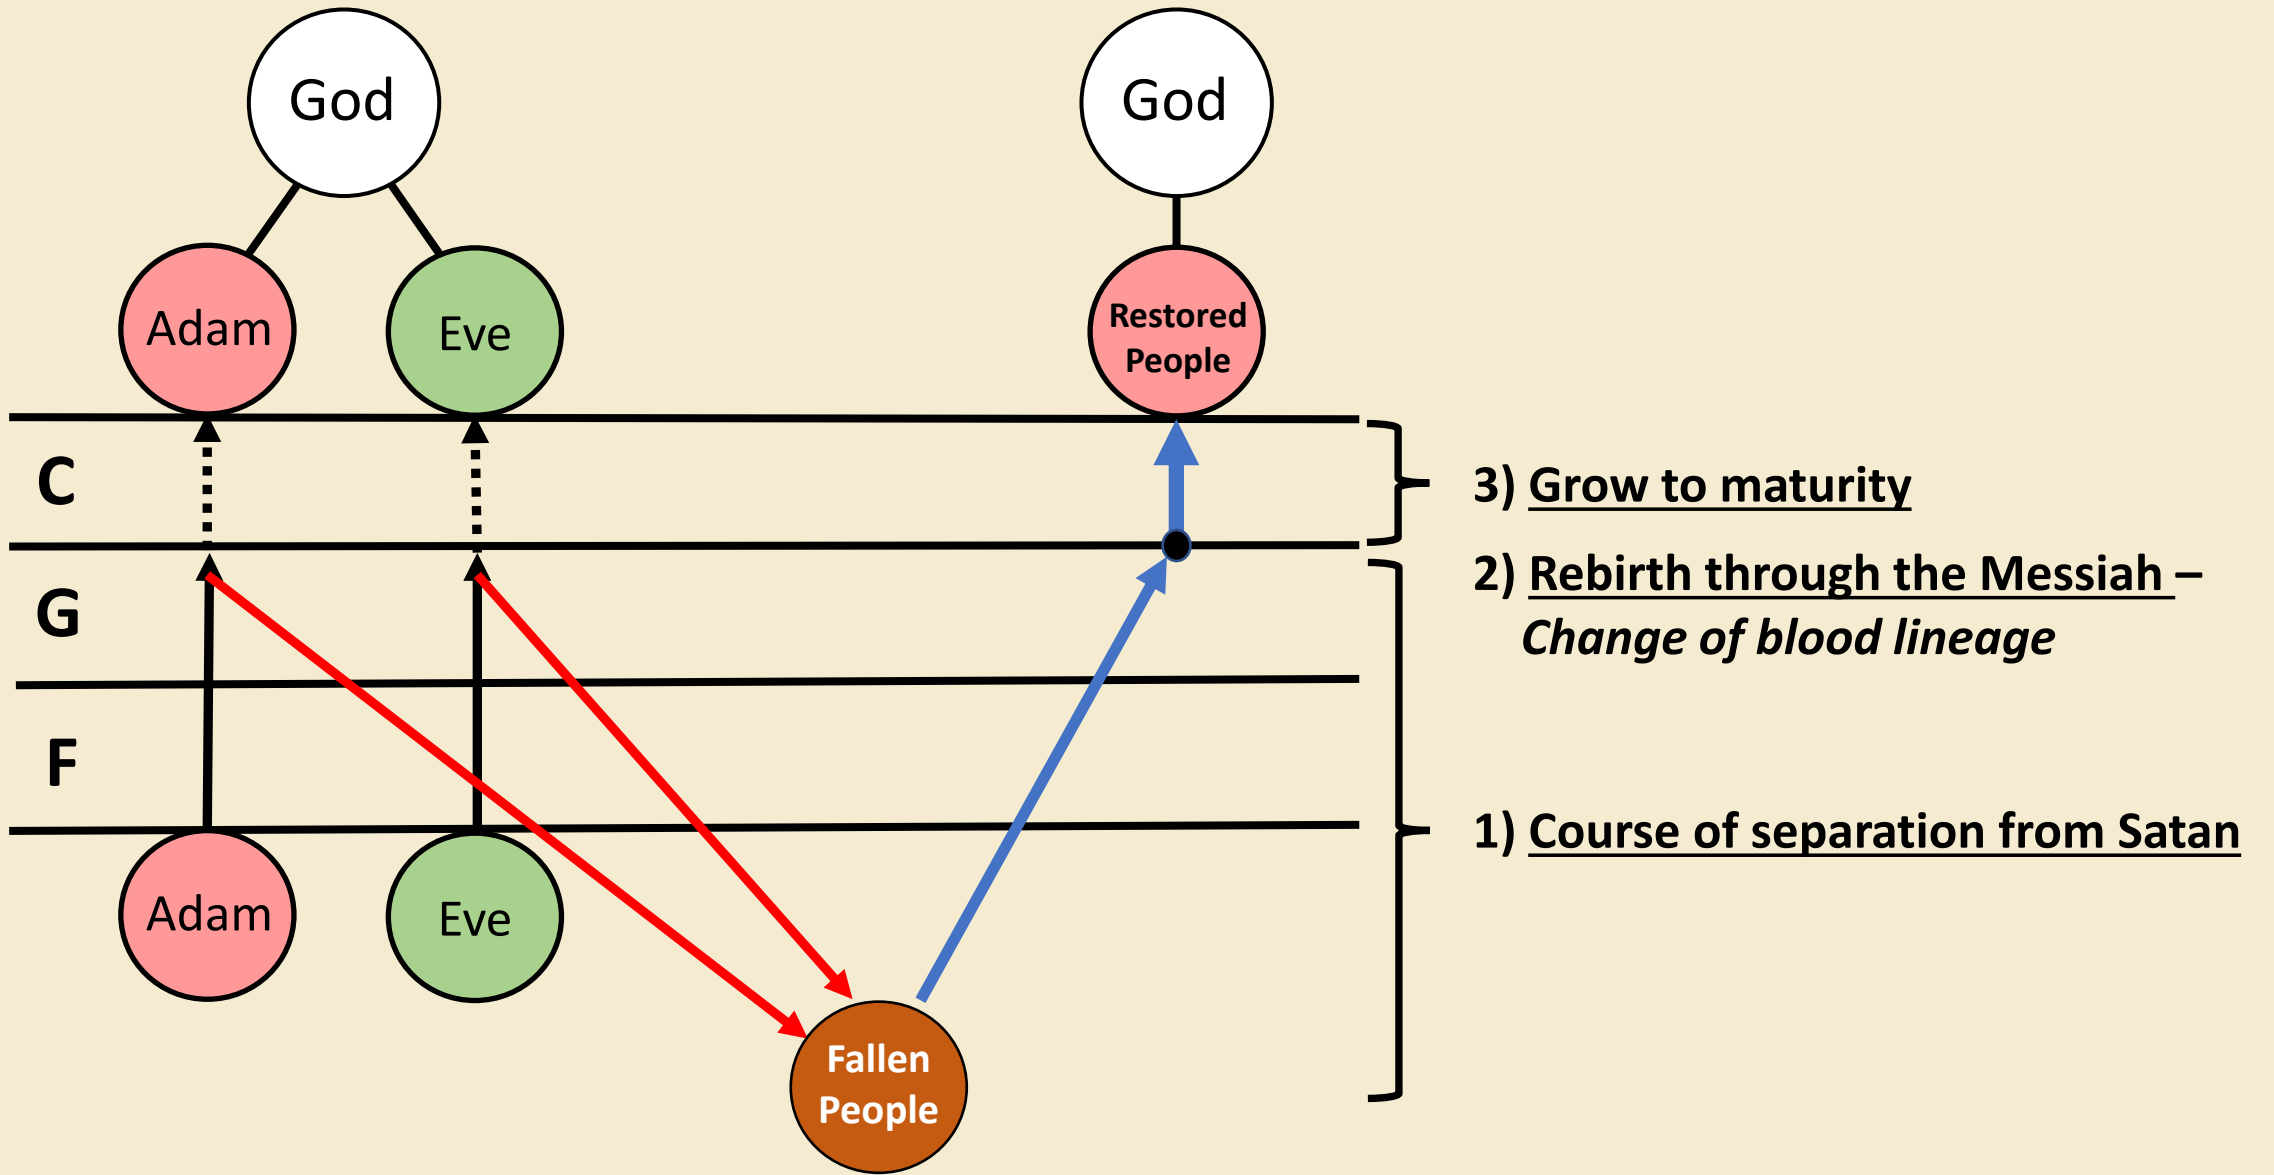 God
God
Adam
Eve
Restored
People
C
3) Grow to maturity
G
2) Rebirth through the Messiah –
Change of blood lineage
F
1) Course of separation from Satan
Adam
Eve
Fallen
People